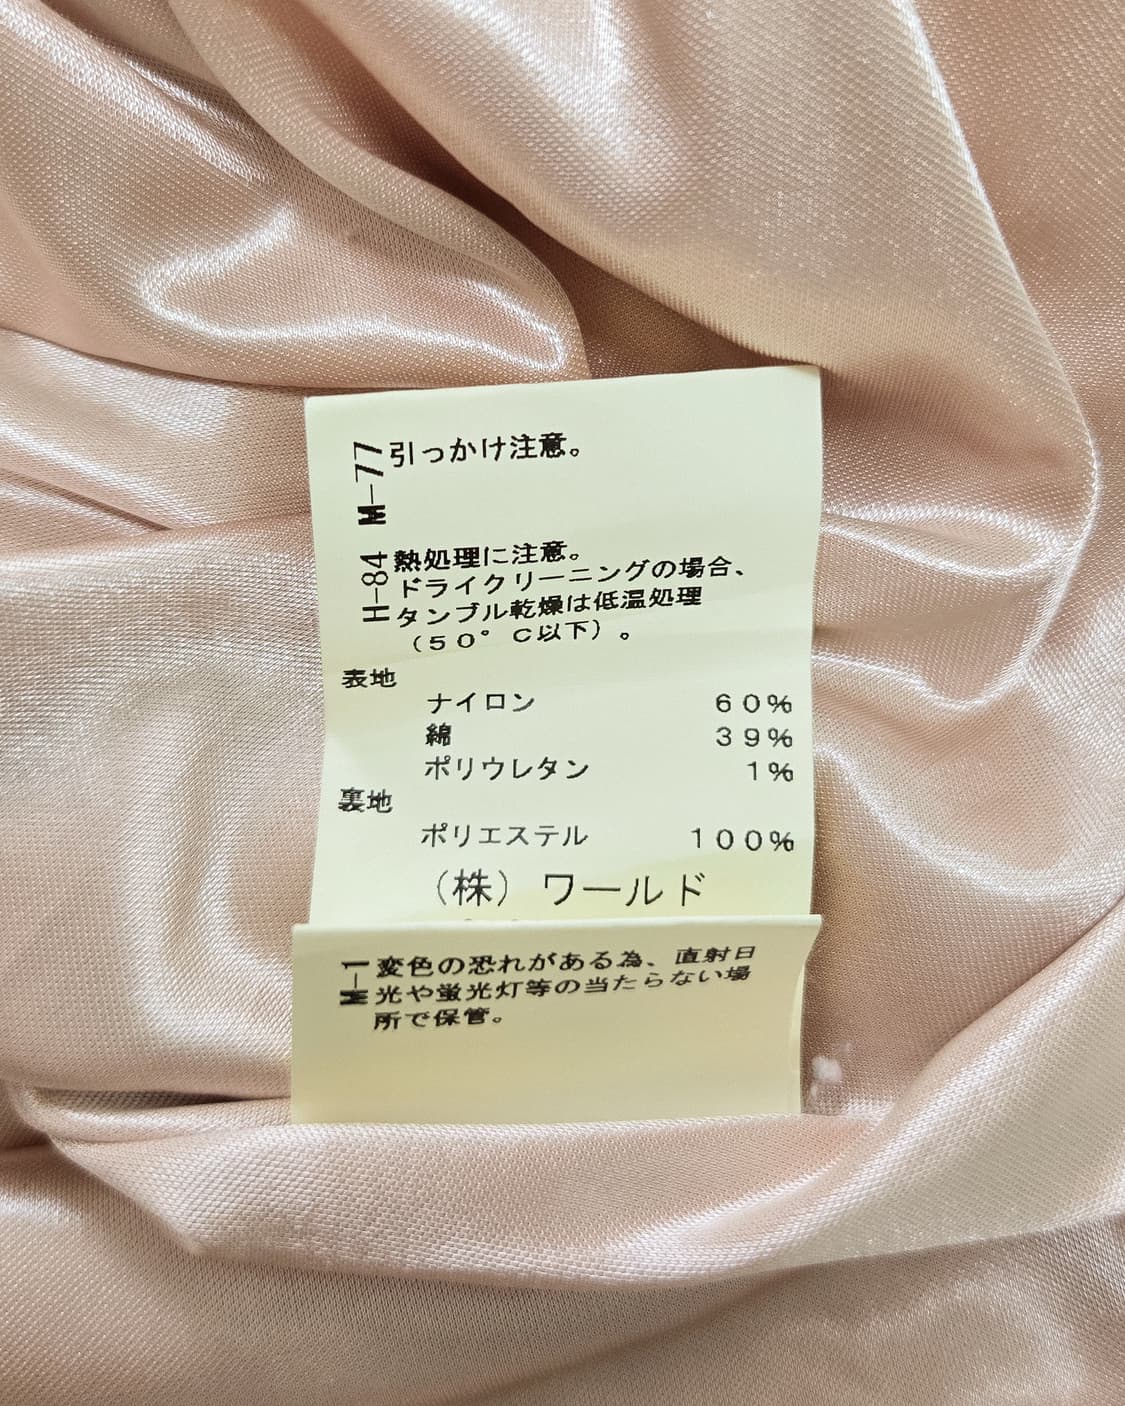 M-77 引っかけ注意。
H-84 熱処理に注意。
ドライクリーニングの場合、
タンブル乾燥は低温処理
（50°C以下）。
表地
ナイロン 60%
綿 39%
ポリウレタン 1%
裏地
ポリエステル 100%
（株）ワールド
M-1 変色の恐れがある為、直射日
光や蛍光灯等の当たらない場
所で保管。